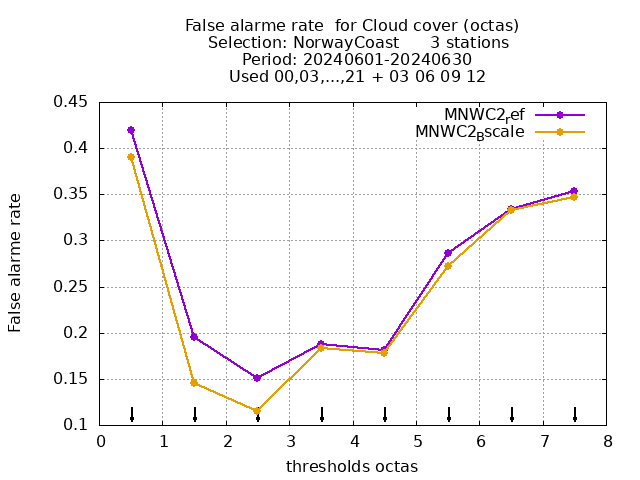 False alarme rate  for Cloud cover (octas)
Selection: NorwayCoast      3 stations
Period: 20240601-20240630
Used 00,03,...,21 + 03 06 09 12
MNWC2ref
MNWC2Bscale
0.45
0.4
0.35
0.3
0.25
0.2
0.15
0.1
False alarme rate
0 1 2 3 4 5 6 7 8
thresholds octas